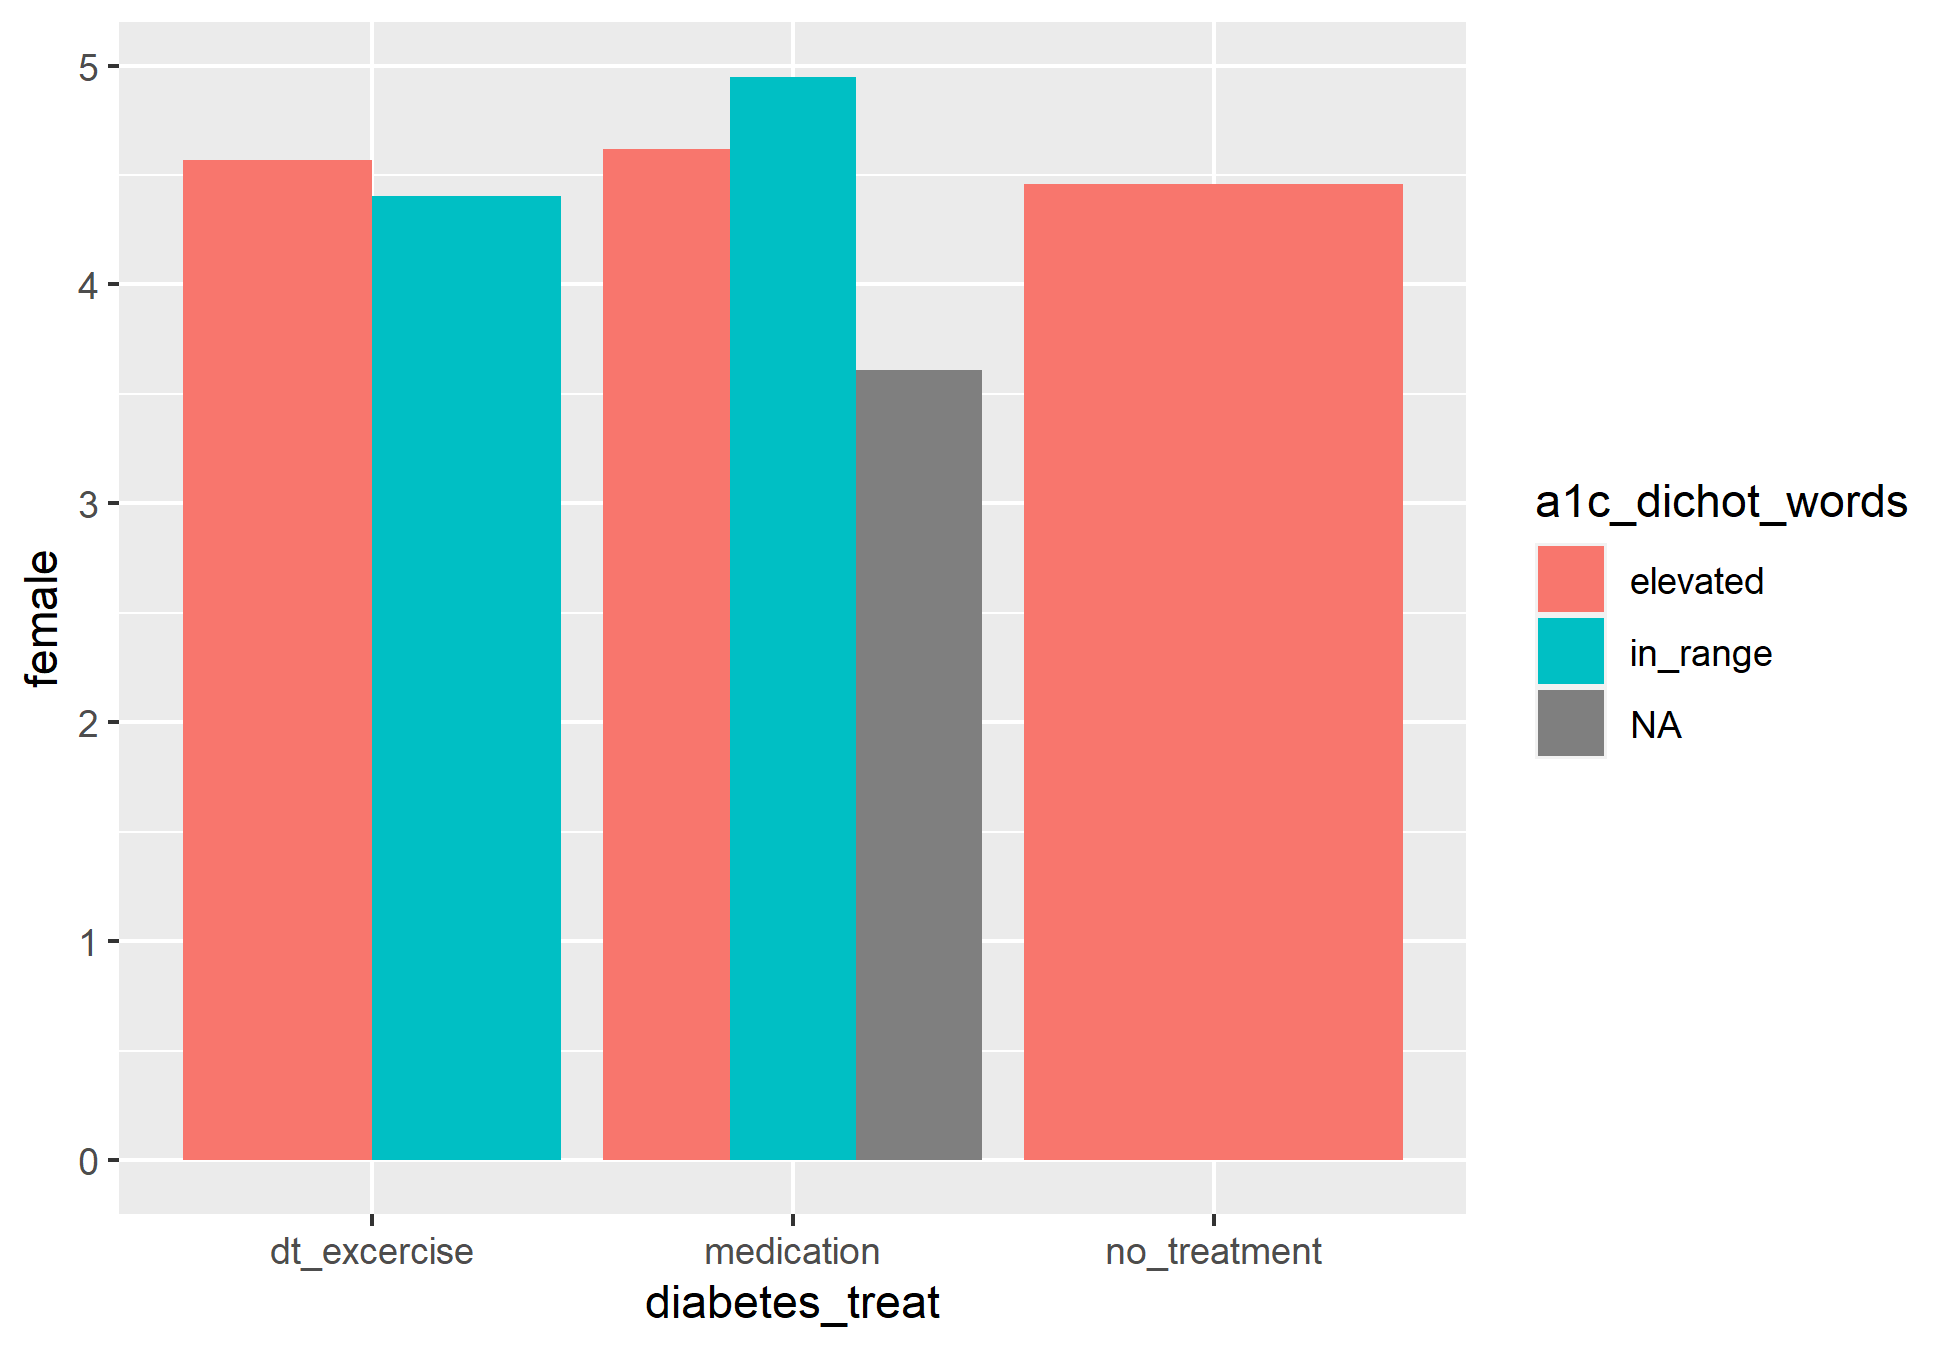 5
4
3
2
1
0
female
dt_excercise
medication
no_treatment
diabetes_treat
a1c_dichot_words
elevated
in_range
NA